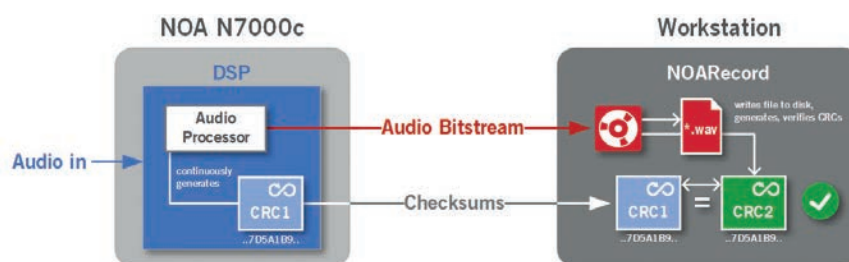 NOA N7000c
Workstation
DSP
NOARecord
Audio
Processor
Audio in
Audio Bitstream
*.wav
writes file to disk,
generates, verifies CRCs
continuously
generates
CRC1
Checksums
CRC1
=
CRC2
..7D5A1B9..
..7D5A1B9..
..7D5A1B9..